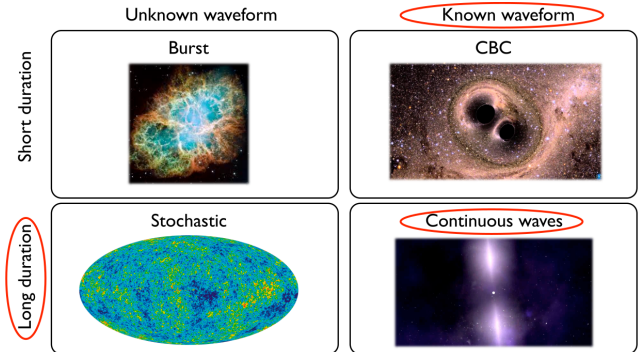 Unknown waveform
Known waveform
Short duration
Burst
CBC
Long duration
Stochastic
Continuous waves